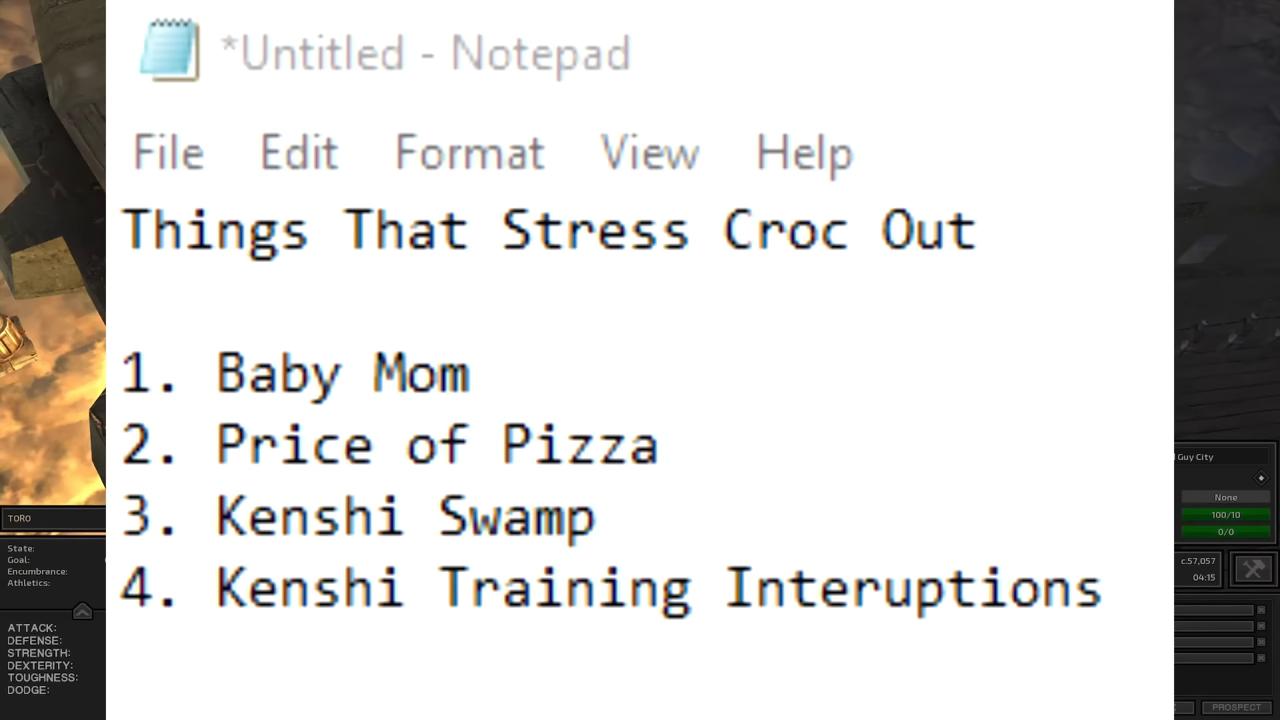 *Untitled - Notepad
File Edit Format View Help
Things That Stress Croc Out
1. Baby Mom
2. Price of Pizza
3. Kenshi Swamp
4. Kenshi Training Interuptions
TORO
State:
Goal:
Encumbrance:
Athletics:
ATTACK:
DEFENSE:
STRENGTH:
DEXTERITY:
TOUGHNESS:
DODGE:
Guy City
None
100/10
0/0
c.57,057
04:15
PROSPECT